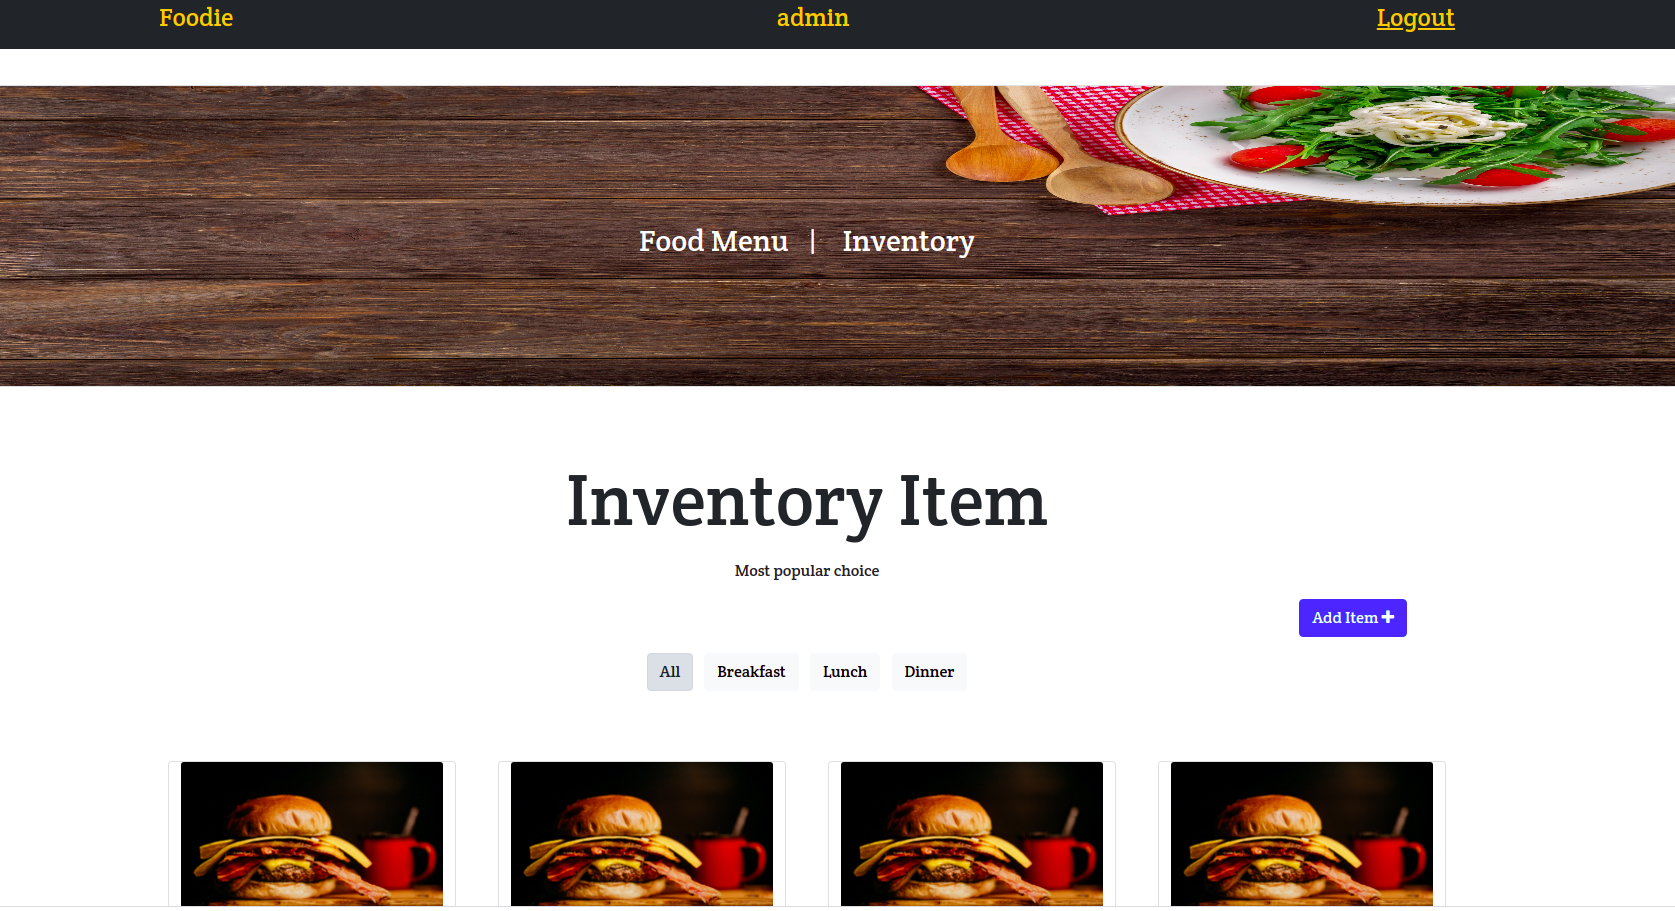 Foodie admin Logout
Food Menu | Inventory
Inventory Item
Most popular choice
Add Item
All Breakfast Lunch Dinner